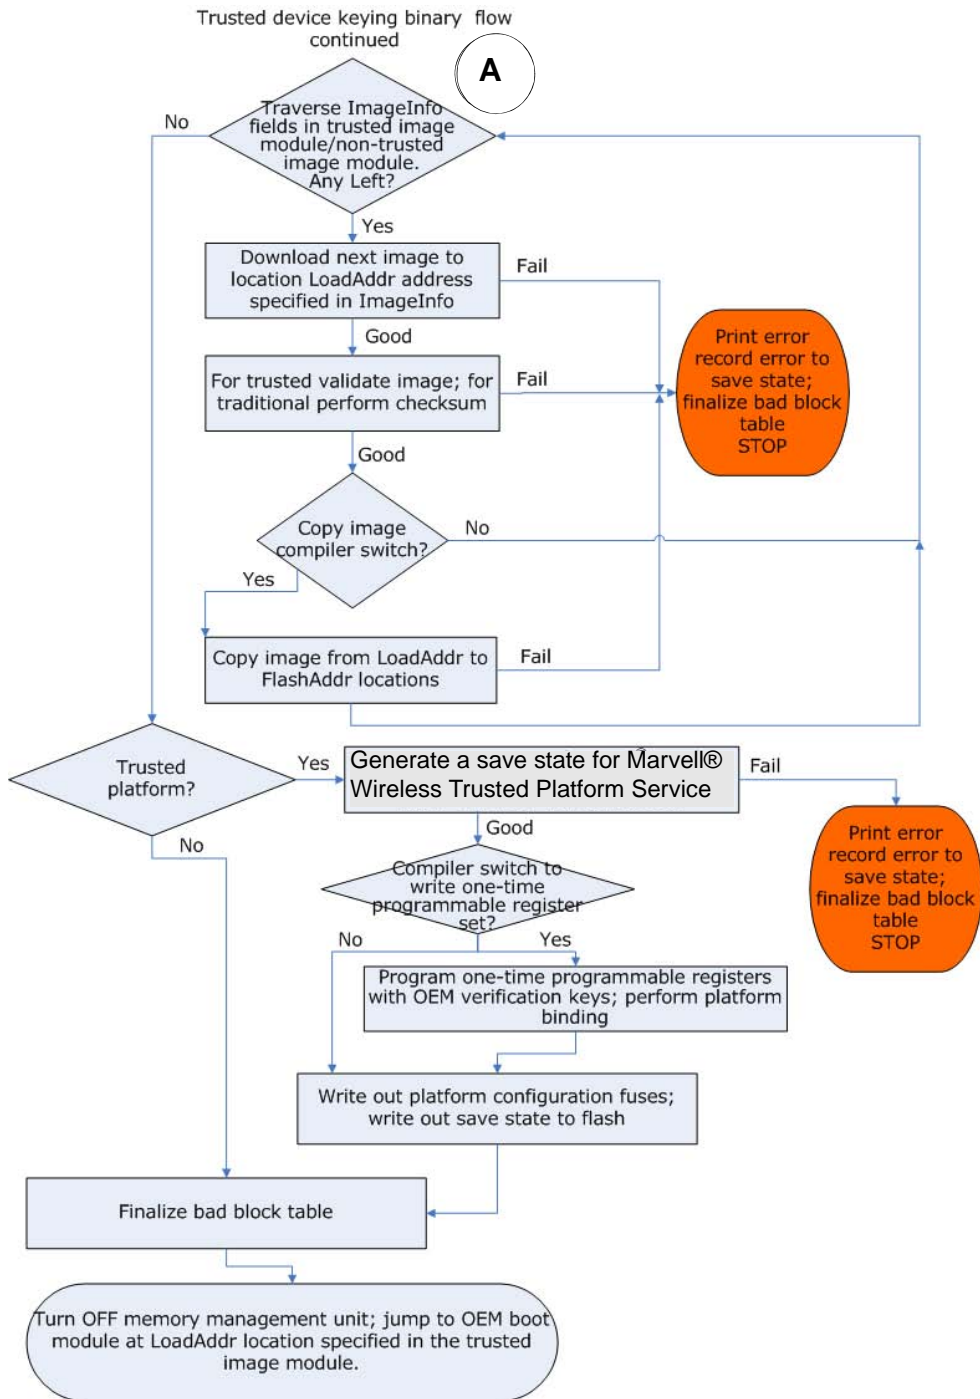 Trusted device keying binary flow
continued
A
Traverse ImageInfo
fields in trusted image
module/non-trusted
image module.
Any Left?
No
Yes
Download next image to
location LoadAddr address
specified in ImageInfo
Fail
Good
For trusted validate image; for
traditional perform checksum
Fail
Print error
record error to
save state;
finalize bad block
table
STOP
Good
Copy image
compiler switch?
No
Yes
Copy image from LoadAddr to
FlashAddr locations
Fail
Trusted
platform?
Yes
Generate a save state for Marvell®
Wireless Trusted Platform Service
Fail
No
Good
Print error
record error to
save state;
finalize bad block
table
STOP
Compiler switch to
write one-time
programmable register
set?
No
Yes
Program one-time programmable registers
with OEM verification keys; perform platform
binding
Write out platform configuration fuses;
write out save state to flash
Finalize bad block table
Turn OFF memory management unit; jump to OEM boot
module at LoadAddr location specified in the trusted
image module.